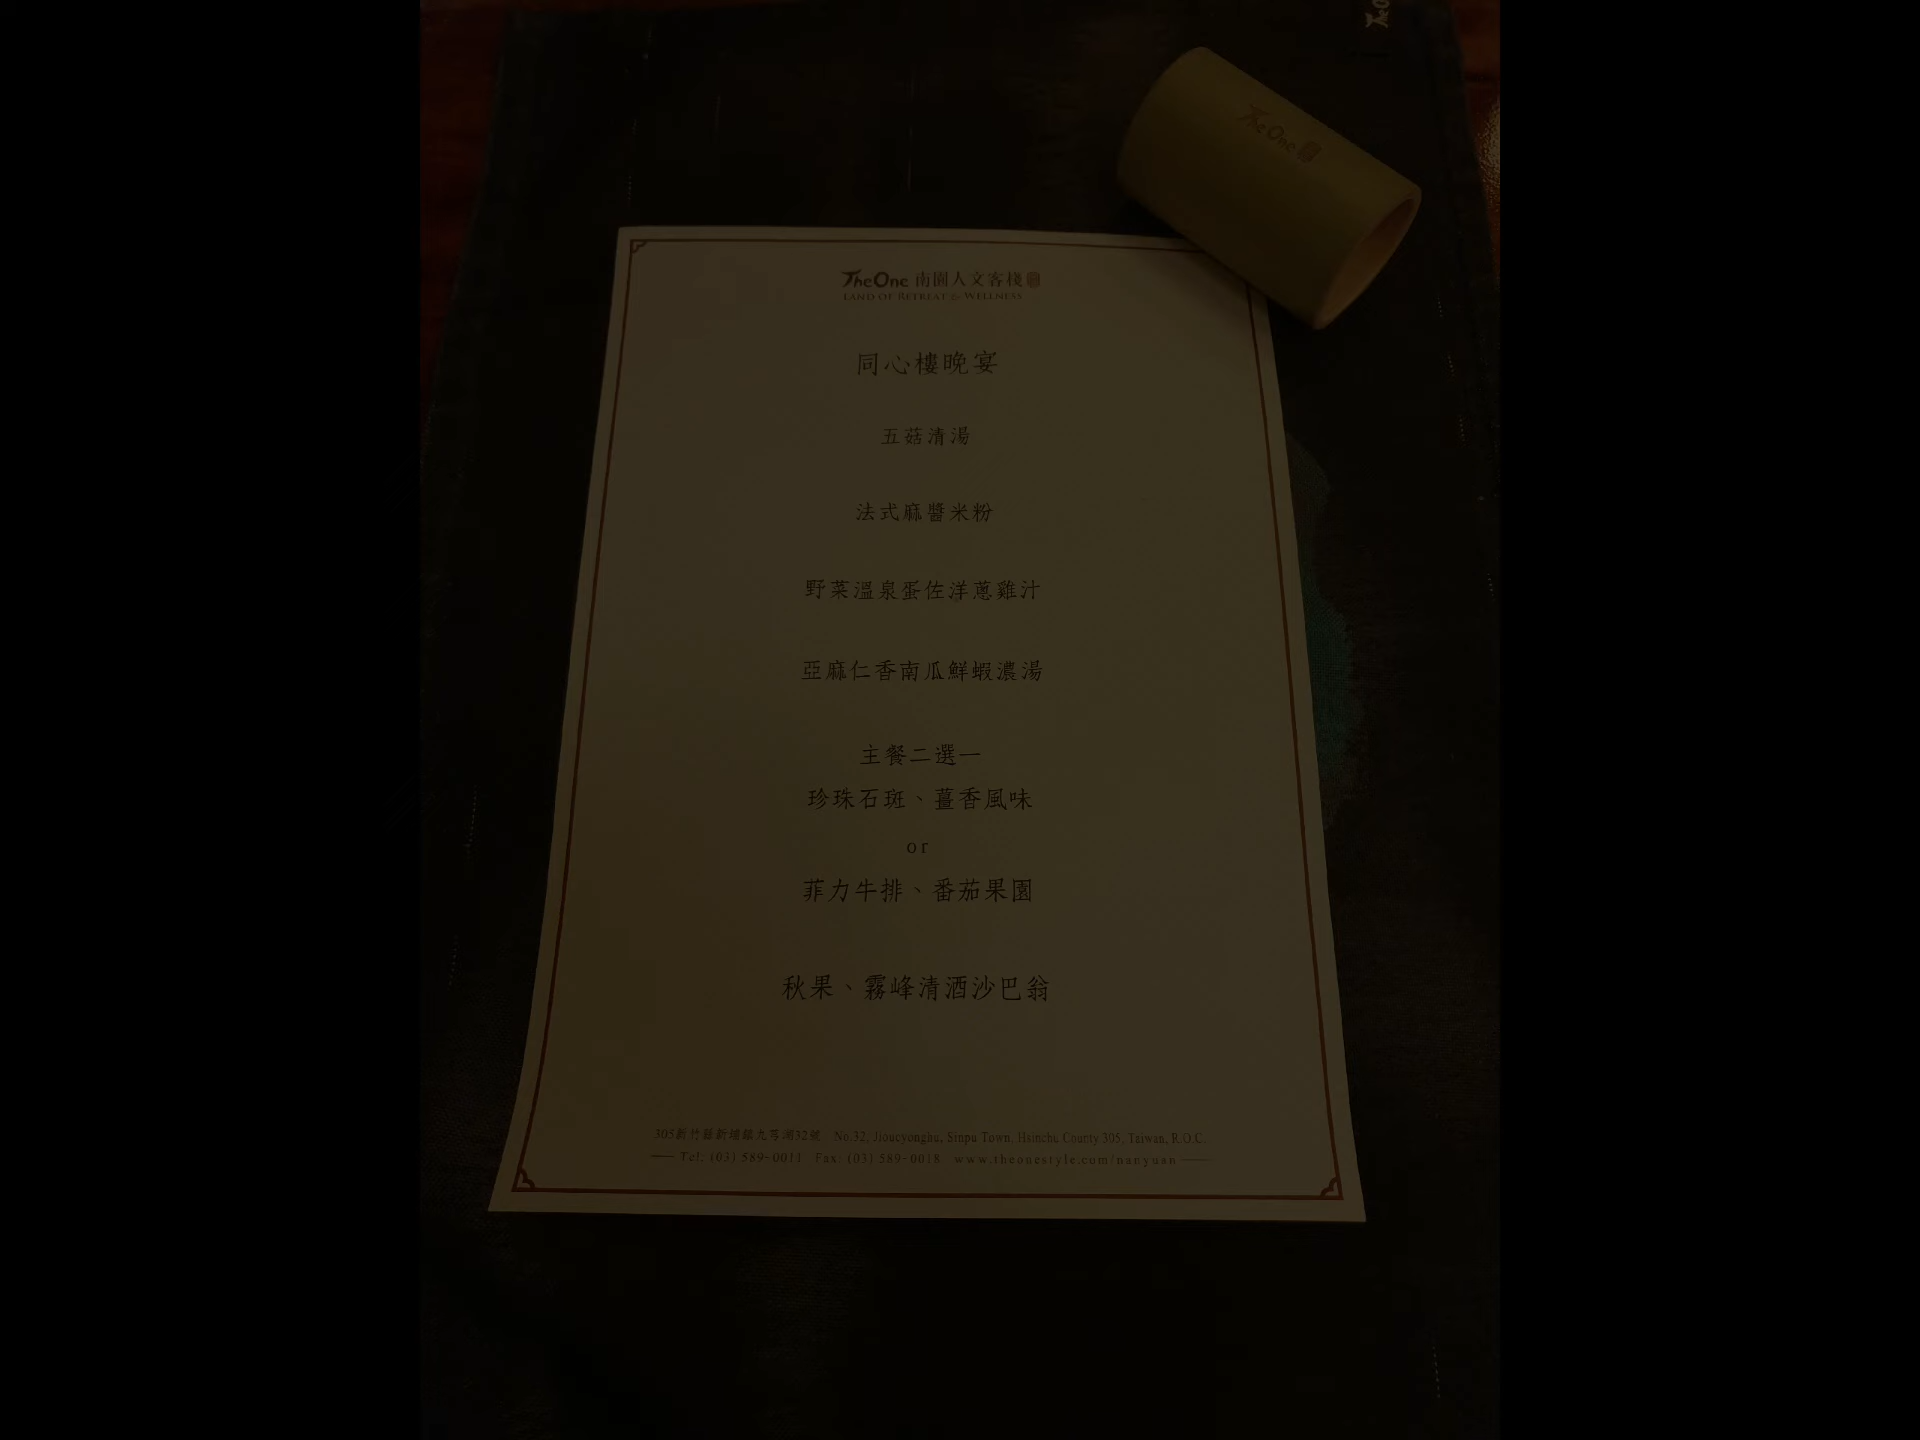 TheOne
TheOne 南園人文客棧
LAND OF RETREAT & WELLNESS
同心樓晚宴
五菇清湯
法式麻醬米粉
野菜溫泉蛋佐洋蔥雞汁
亞麻仁香南瓜鮮蝦濃湯
主餐二選一
珍珠石斑、薑香風味
or
菲力牛排、番茄果園
秋果、霧峰清酒沙巴翁
305新竹縣新埔鎮九芎湖32號 No.32, Jioucyonghu, Sinpu Town, Hsinchu County 305, Taiwan, R.O.C.
Tel: (03) 589-0011 Fax: (03) 589-0018 www.theonestyle.com/nanyuan